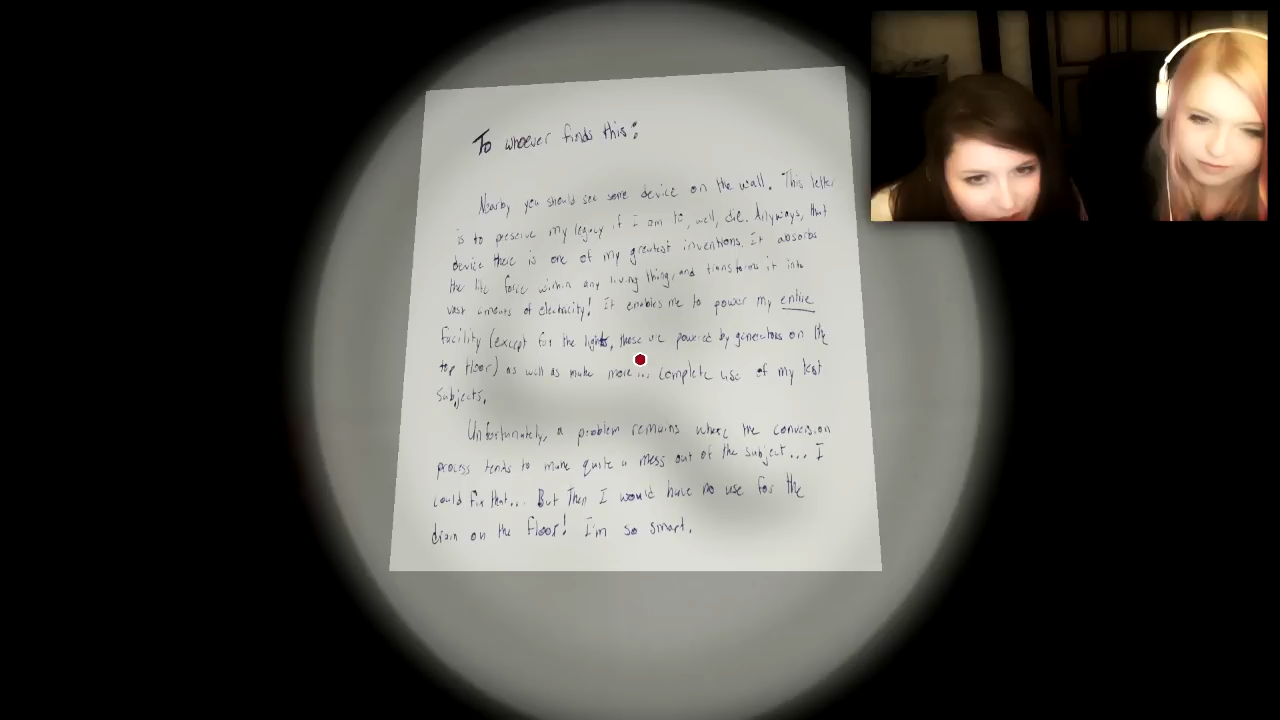 To whoever finds this:
Nearby you should see some device on the wall. This letter
is to preserve my legacy if I am to, well, die. Anyways, that
device there is one of my greatest inventions. It absorbs
the life force within any living thing, and transforms it into
vast amounts of electricity! It enables me to power my entire
facility (except for the lights, those are powered by generators on the
top floor) as well as make more... complete use of my test
subjects.
Unfortunately, a problem remains where the conversion
process tends to make quite a mess out of the subject... I
could fix that... But Then I would have no use for the
drain on the floor! I'm so smart.